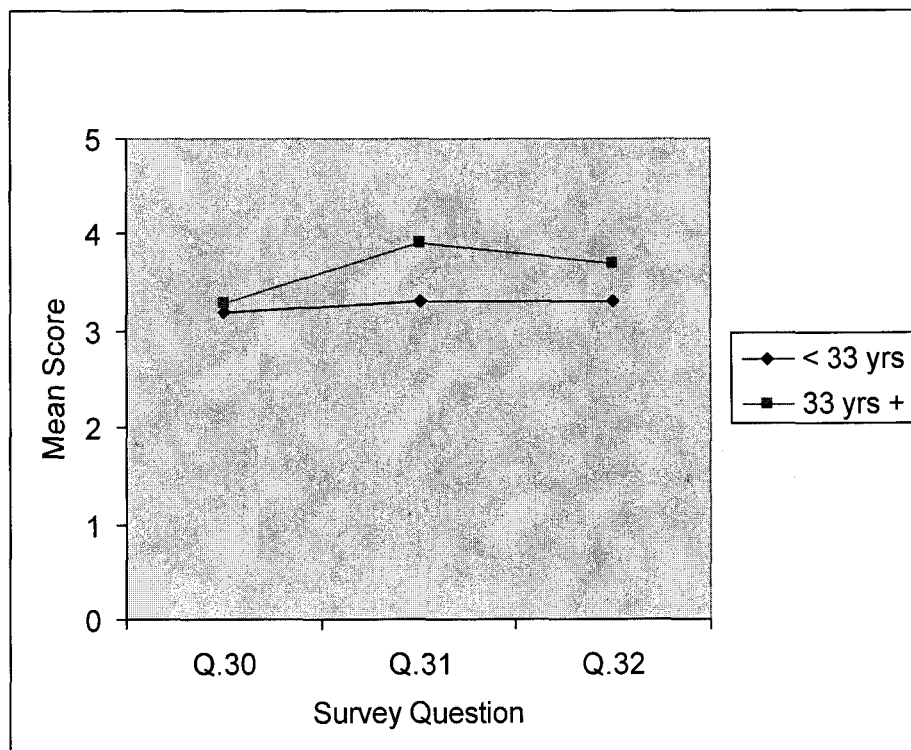 5
4
3
2
1
0
Mean Score
Q.30 Q.31 Q.32
Survey Question
< 33 yrs
33 yrs +